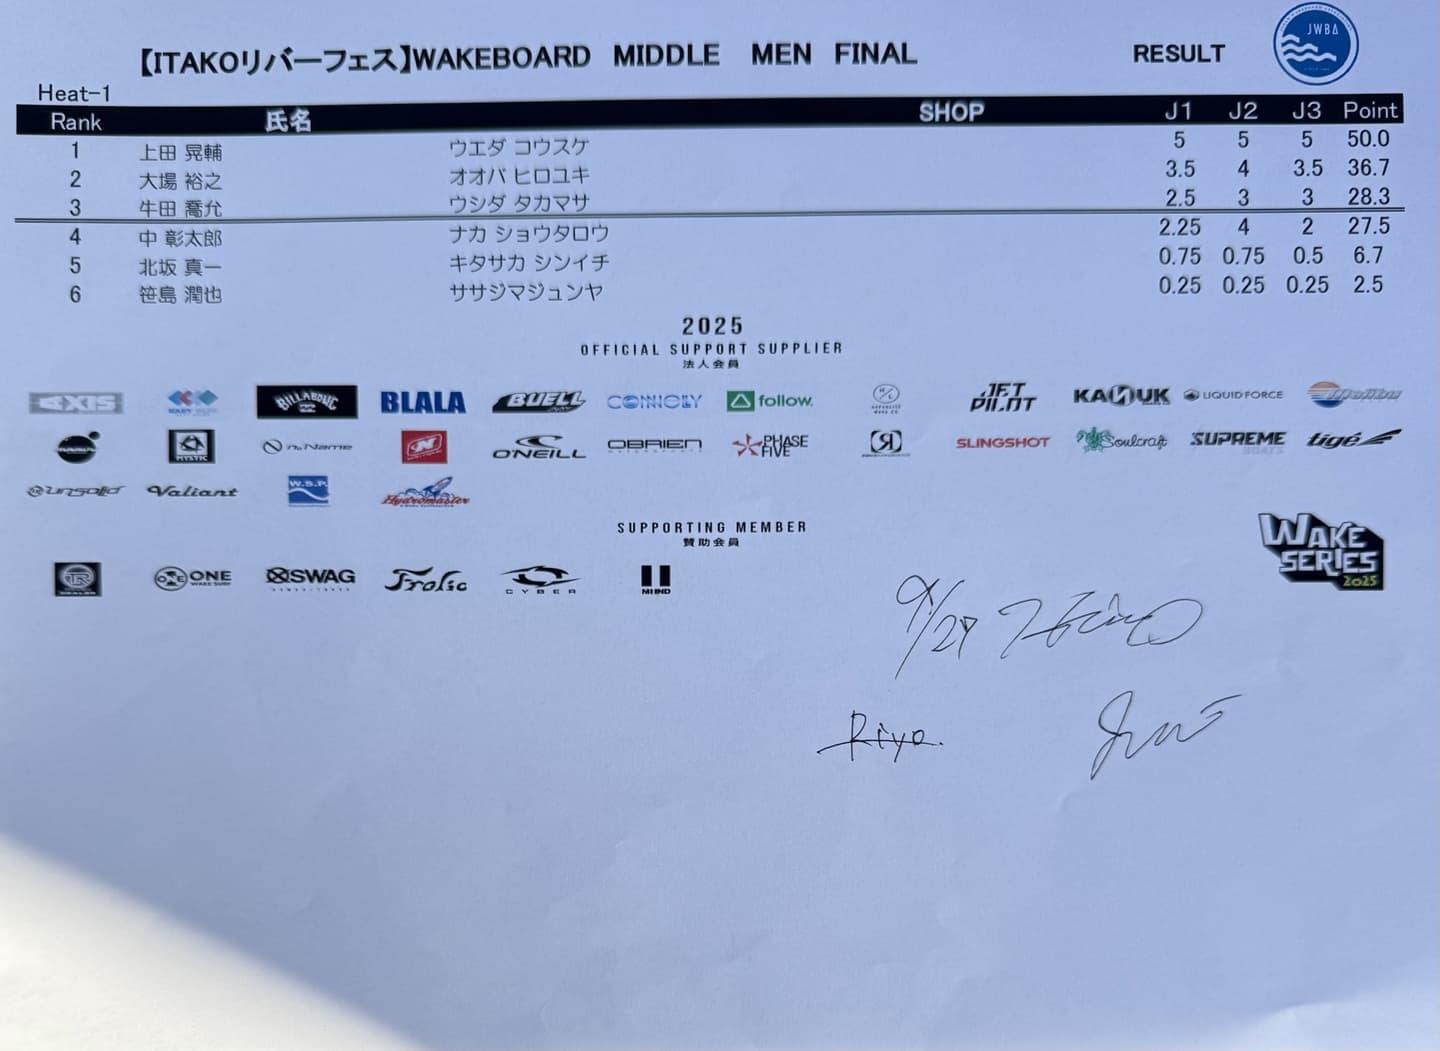 【ITAKOリバーフェス】WAKEBOARD MIDDLE MEN FINAL RESULT JWBA
Heat-1
Rank 氏名 SHOP J1 J2 J3 Point
1 上田 晃輔 ウエダ コウスケ 5 5 5 50.0
2 大場 裕之 オオバ ヒロユキ 3.5 4 3.5 36.7
3 牛田 喬允 ウシダ タカマサ 2.5 3 3 28.3
4 中 彰太郎 ナカ ショウタロウ 2.25 4 2 27.5
5 北坂 真一 キタサカ シンイチ 0.75 0.75 0.5 6.7
6 笹島 潤也 ササジマジュンヤ 0.25 0.25 0.25 2.5
2025
OFFICIAL SUPPORT SUPPLIER
法人会員
AXIS BILLABONG BLALA BUELL CONNELLY follow. JET PILOT KANUK LIQUID FORCE Malibu
MYSTIC noName N O'NEILL OBRIEN PHASE FIVE SLINGSHOT Soulcraft SUPREME BOATS tigé
unsalto Valiant W.S.P. Hydromaster
SUPPORTING MEMBER
賛助会員
WAKE SERIES 2025
TR ONE WAKE SURF SWAG Frolic CYBER MIIND
9/27
Riyo.